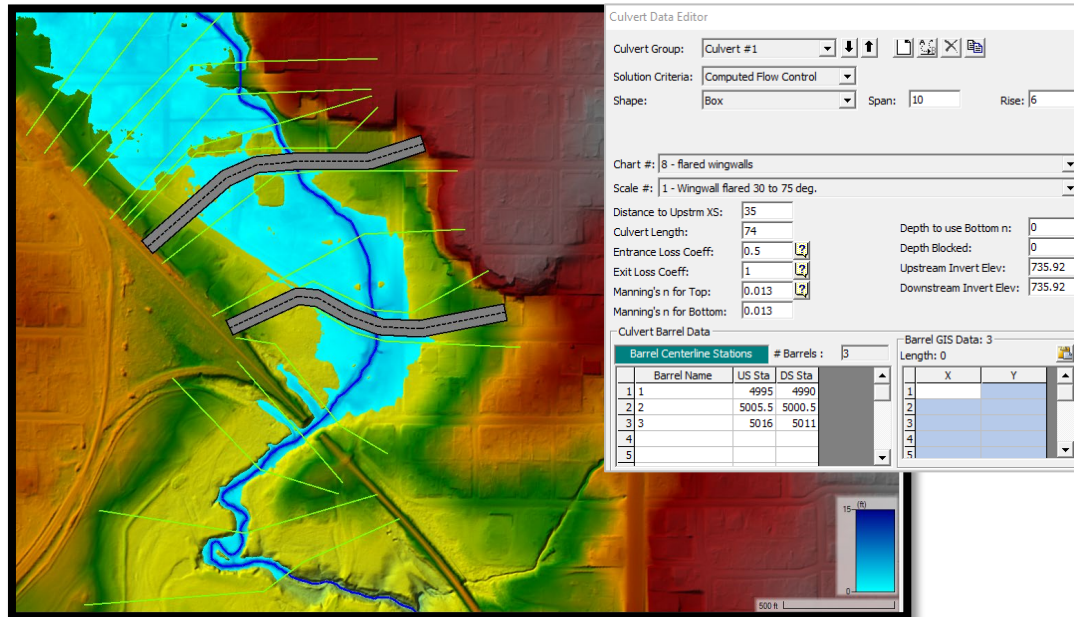 Culvert Data Editor
Culvert Group: Culvert #1
Solution Criteria: Computed Flow Control
Shape: Box Span: 10 Rise: 6
Chart #: 8 - flared wingwalls
Scale #: 1 - Wingwall flared 30 to 75 deg.
Distance to Upstrm XS: 35
Culvert Length: 74 Depth to use Bottom n: 0
Entrance Loss Coeff: 0.5 ? Depth Blocked: 0
Exit Loss Coeff: 1 ? Upstream Invert Elev: 735.92
Manning's n for Top: 0.013 ? Downstream Invert Elev: 735.92
Manning's n for Bottom: 0.013
Culvert Barrel Data Barrel GIS Data: 3
Barrel Centerline Stations # Barrels : 3 Length: 0
Barrel Name US Sta DS Sta X Y
1 1 4995 4990 1
2 2 5005.5 5000.5 2
3 3 5016 5011 3
4 4
5 5
15 (ft)
0
500 ft